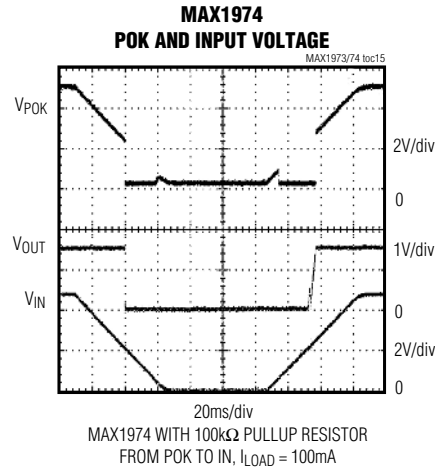 MAX1974
POK AND INPUT VOLTAGE
MAX1973/74 toc15
VPOK
2V/div
0
VOUT
1V/div
VIN
0
2V/div
0
20ms/div
MAX1974 WITH 100kΩ PULLUP RESISTOR
FROM POK TO IN, ILOAD = 100mA